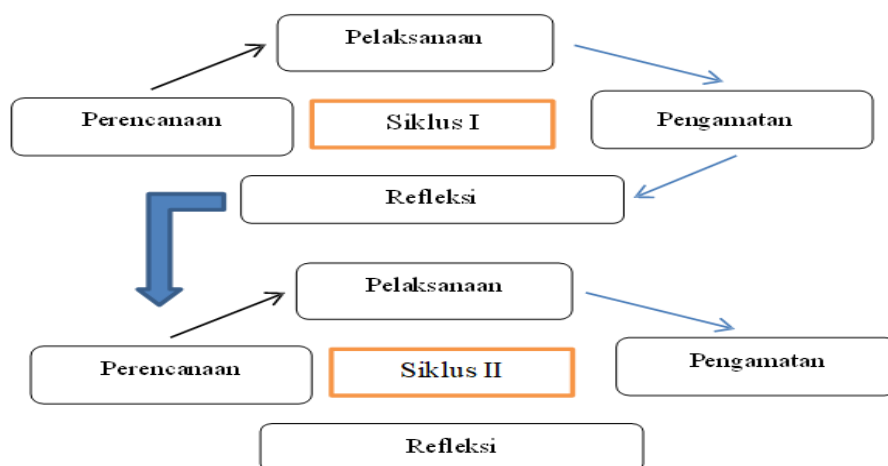 Pelaksanaan
Perencanaan
Siklus I
Pengamatan
Refleksi
Pelaksanaan
Perencanaan
Siklus II
Pengamatan
Refleksi